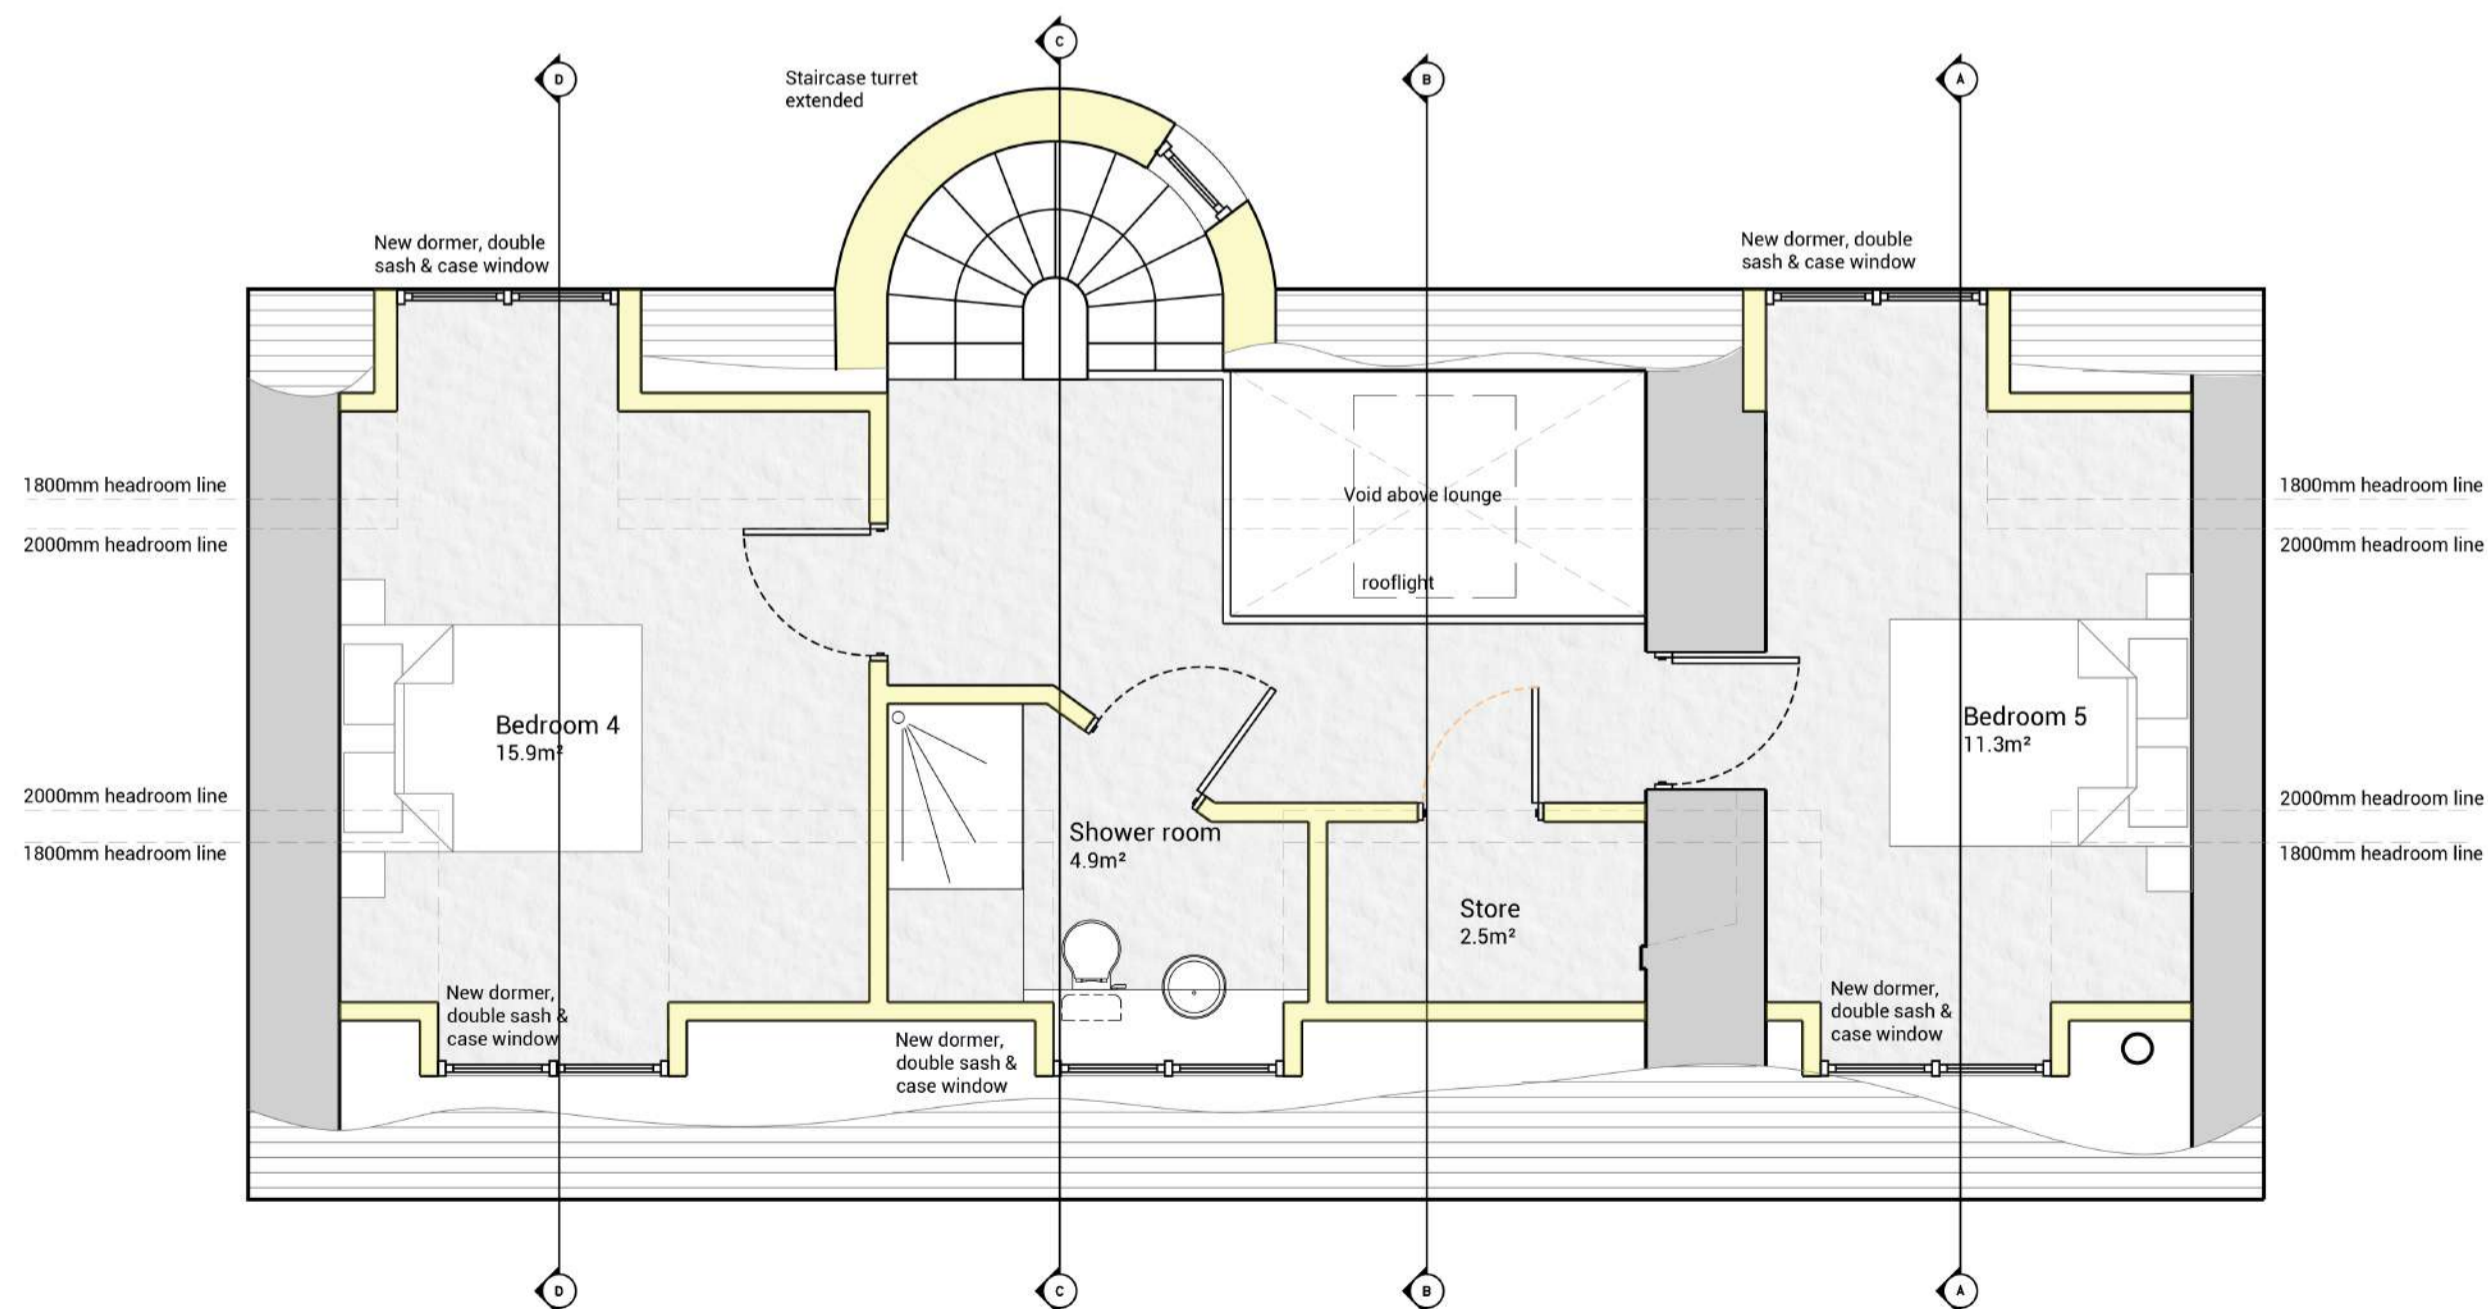 C
D
B
A
Staircase turret
extended
New dormer, double
sash & case window
New dormer, double
sash & case window
1800mm headroom line
2000mm headroom line
Void above lounge
rooflight
1800mm headroom line
2000mm headroom line
Bedroom 4
15.9m²
Bedroom 5
11.3m²
2000mm headroom line
1800mm headroom line
Shower room
4.9m²
Store
2.5m²
2000mm headroom line
1800mm headroom line
New dormer,
double sash &
case window
New dormer,
double sash &
case window
New dormer,
double sash &
case window
D
C
B
A